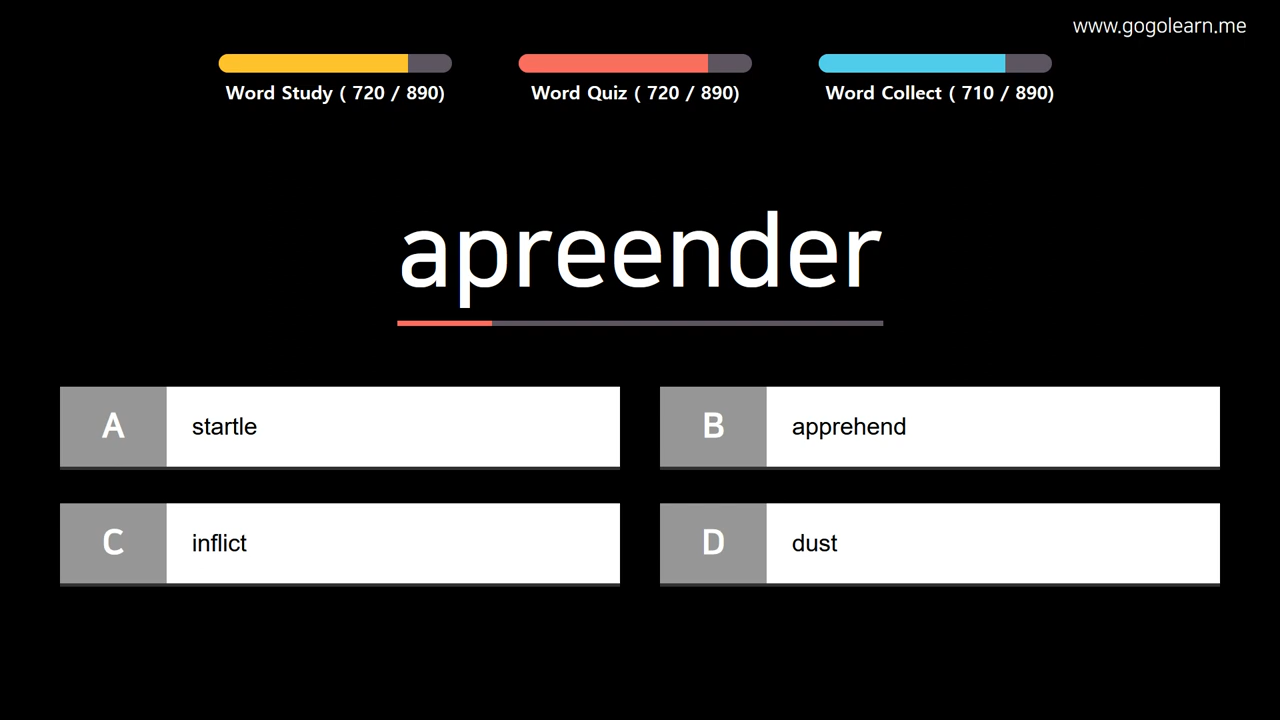 www.gogolearn.me
Word Study ( 720 / 890)
Word Quiz ( 720 / 890)
Word Collect ( 710 / 890)
apreender
A startle
B apprehend
C inflict
D dust